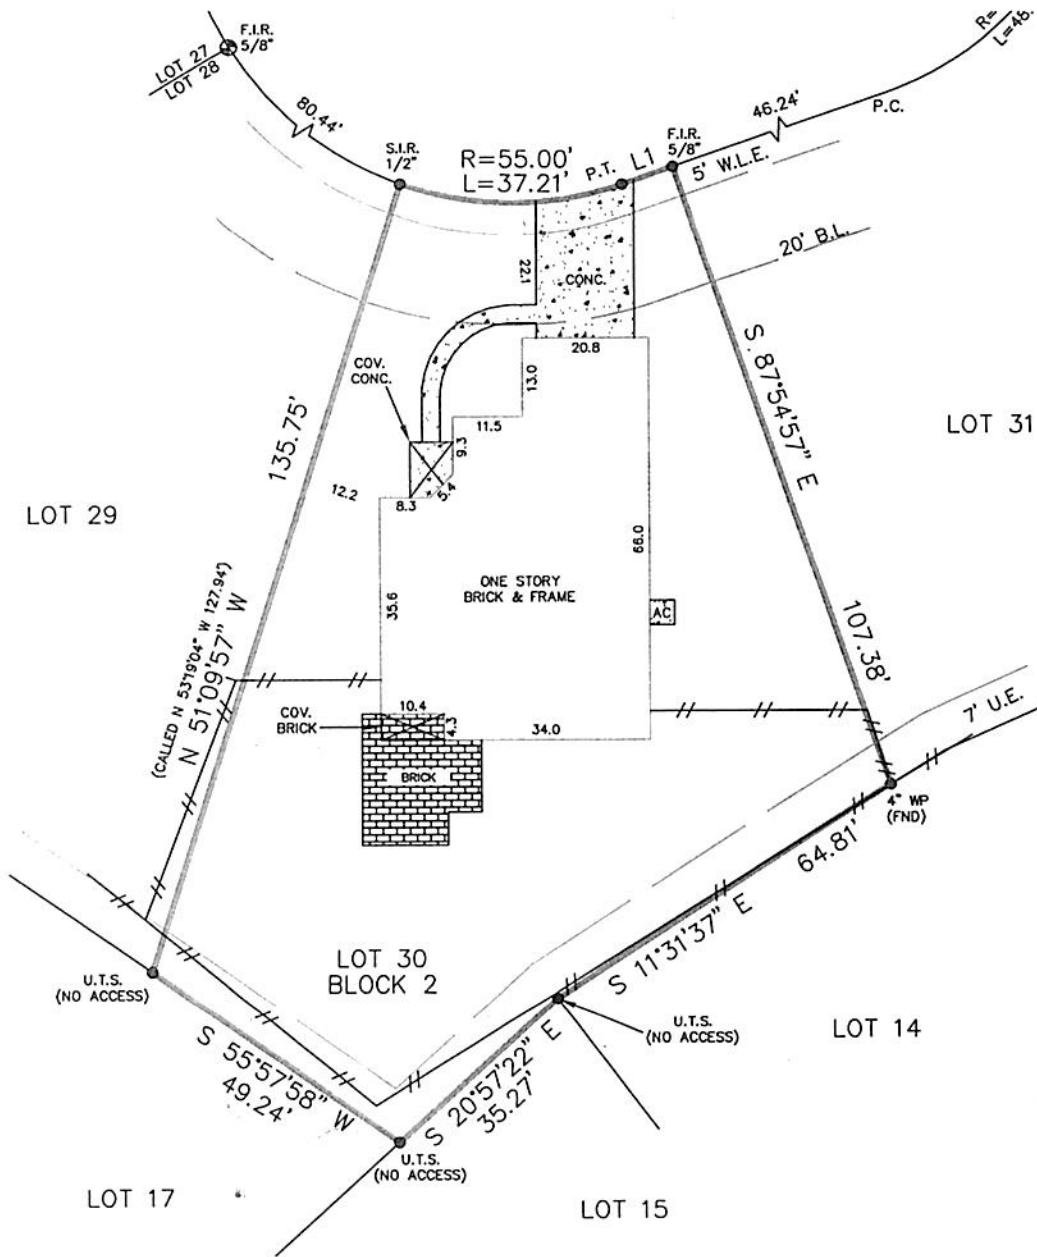 F.I.R.
5/8"
LOT 27
LOT 28
80.44'
S.I.R.
1/2"
R=55.00'
L=37.21'
P.T.
L1
F.I.R.
5/8"
46.24'
P.C.
R=
L=48.
5' W.L.E.
20' B.L.
22.1
CONC.
20.8
COV.
CONC.
13.0
11.5
9.3
5.4
8.3
12.2
135.75'
S 87°54'57" E
107.38'
LOT 31
LOT 29
66.0
35.6
ONE STORY
BRICK & FRAME
AC
(CALLED N 53°19'04" W 127.94')
N 51°09'57" W
COV.
BRICK
10.4
4.3
34.0
BRICK
7' U.E.
4" WP
(FND)
64.81'
S 11°31'37" E
LOT 30
BLOCK 2
U.T.S.
(NO ACCESS)
U.T.S.
(NO ACCESS)
LOT 14
S 55°57'58" W
49.24'
S 20°57'22" E
35.27'
U.T.S.
(NO ACCESS)
LOT 17
LOT 15